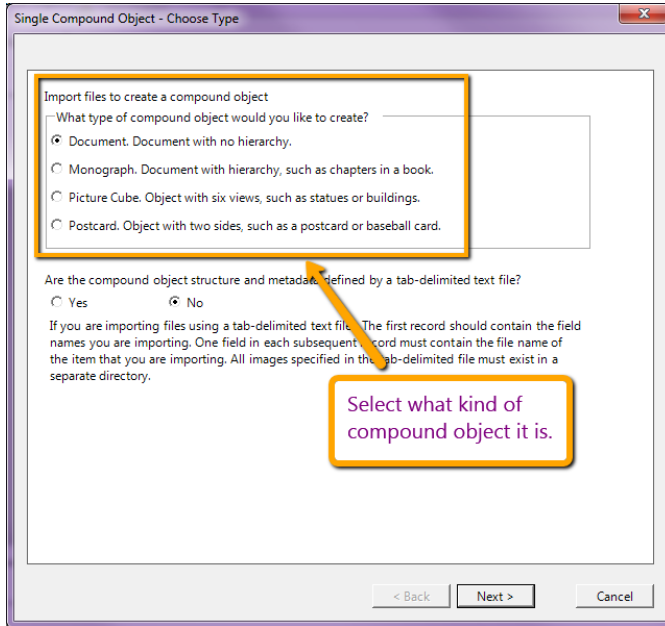 Single Compound Object - Choose Type
Import files to create a compound object
What type of compound object would you like to create?
Document. Document with no hierarchy.
Monograph. Document with hierarchy, such as chapters in a book.
Picture Cube. Object with six views, such as statues or buildings.
Postcard. Object with two sides, such as a postcard or baseball card.
Are the compound object structure and metadata defined by a tab-delimited text file?
Yes No
If you are importing files using a tab-delimited text file, The first record should contain the field
names you are importing. One field in each subsequent record must contain the file name of
the item that you are importing. All images specified in the tab-delimited file must exist in a
separate directory.
Select what kind of
compound object it is.
< Back Next > Cancel